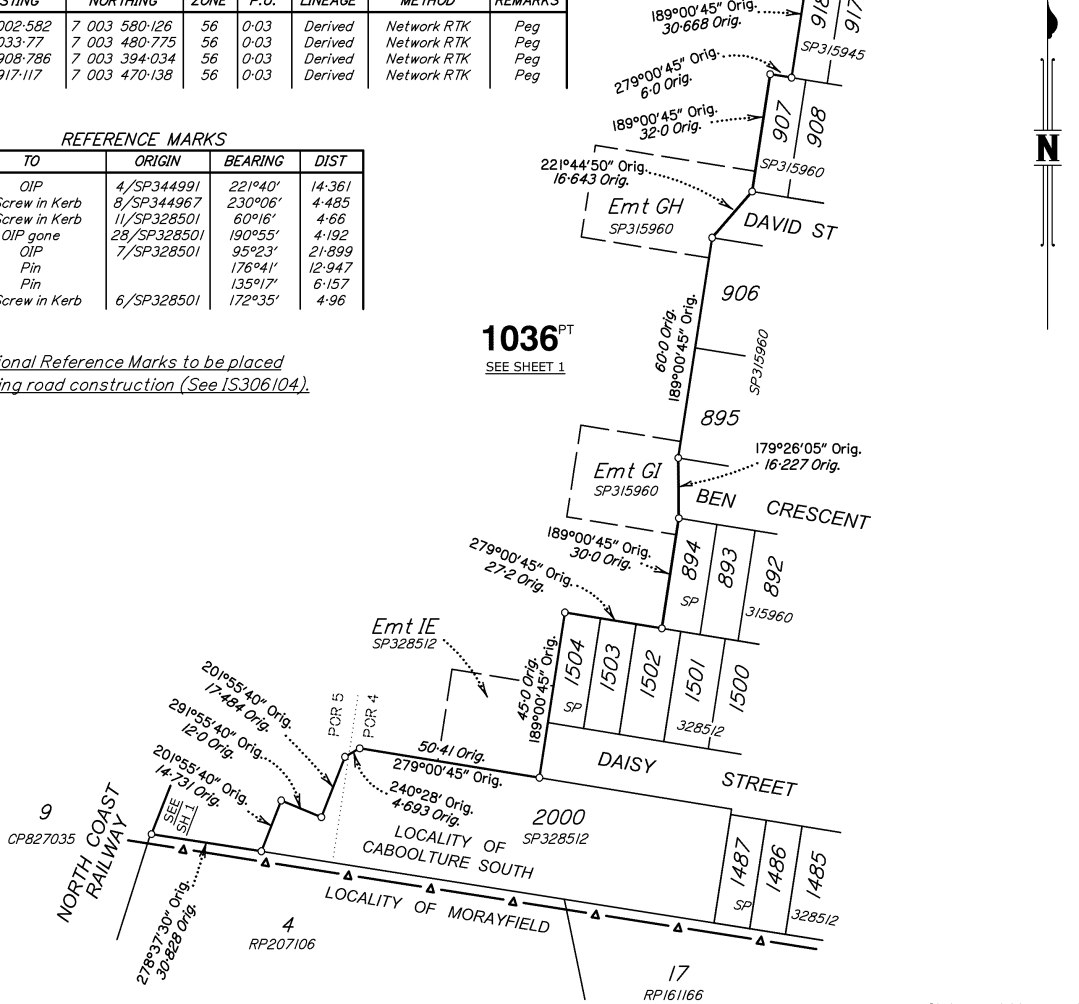 NORTHING ZONE P.U. LINEAGE METHOD REMARKS
002·582 7 003 580·126 56 0·03 Derived Network RTK Peg
033·77 7 003 480·775 56 0·03 Derived Network RTK Peg
908·786 7 003 394·034 56 0·03 Derived Network RTK Peg
917·117 7 003 470·138 56 0·03 Derived Network RTK Peg
REFERENCE MARKS
TO ORIGIN BEARING DIST
OIP 4/SP344991 221°40′ 14·361
Screw in Kerb 8/SP344967 230°06′ 4·485
Screw in Kerb 11/SP328501 60°16′ 4·66
OIP gone 28/SP328501 190°55′ 4·192
OIP 7/SP328501 95°23′ 21·899
Pin 176°41′ 12·947
Pin 135°17′ 6·157
Screw in Kerb 6/SP328501 172°35′ 4·96
ional Reference Marks to be placed
ing road construction (See IS306104).
189°00′45″ Orig.
30·668 Orig.
918
917
SP315945
279°00′45″ Orig.
6·0 Orig.
189°00′45″ Orig.
32·0 Orig.
907
908
SP315960
221°44′50″ Orig.
16·643 Orig.
Emt GH
SP315960
DAVID ST
N
906
1036PT
SEE SHEET 1
60·0 Orig.
189°00′45″ Orig.
SP315960
895
179°26′05″ Orig.
16·227 Orig.
Emt GI
SP315960
BEN CRESCENT
189°00′45″ Orig.
30·0 Orig.
894
893
892
SP 315960
279°00′45″ Orig.
27·2 Orig.
Emt IE
SP328512
1504
1503
1502
1501
1500
SP 328512
45·0 Orig.
189°00′45″ Orig.
201°55′40″ Orig.
17·484 Orig.
291°55′40″ Orig.
12·0 Orig.
201°55′40″ Orig.
14·731 Orig.
POR 5
POR 4
50·41 Orig.
279°00′45″ Orig.
240°28′ Orig.
4·693 Orig.
DAISY STREET
2000
SP328512
LOCALITY OF
CABOOLTURE SOUTH
9
CP827035
NORTH COAST
RAILWAY
SEE
SH 1
1487
1486
1485
SP 328512
LOCALITY OF MORAYFIELD
278°37′30″ Orig.
30·828 Orig.
4
RP207106
17
RP161166